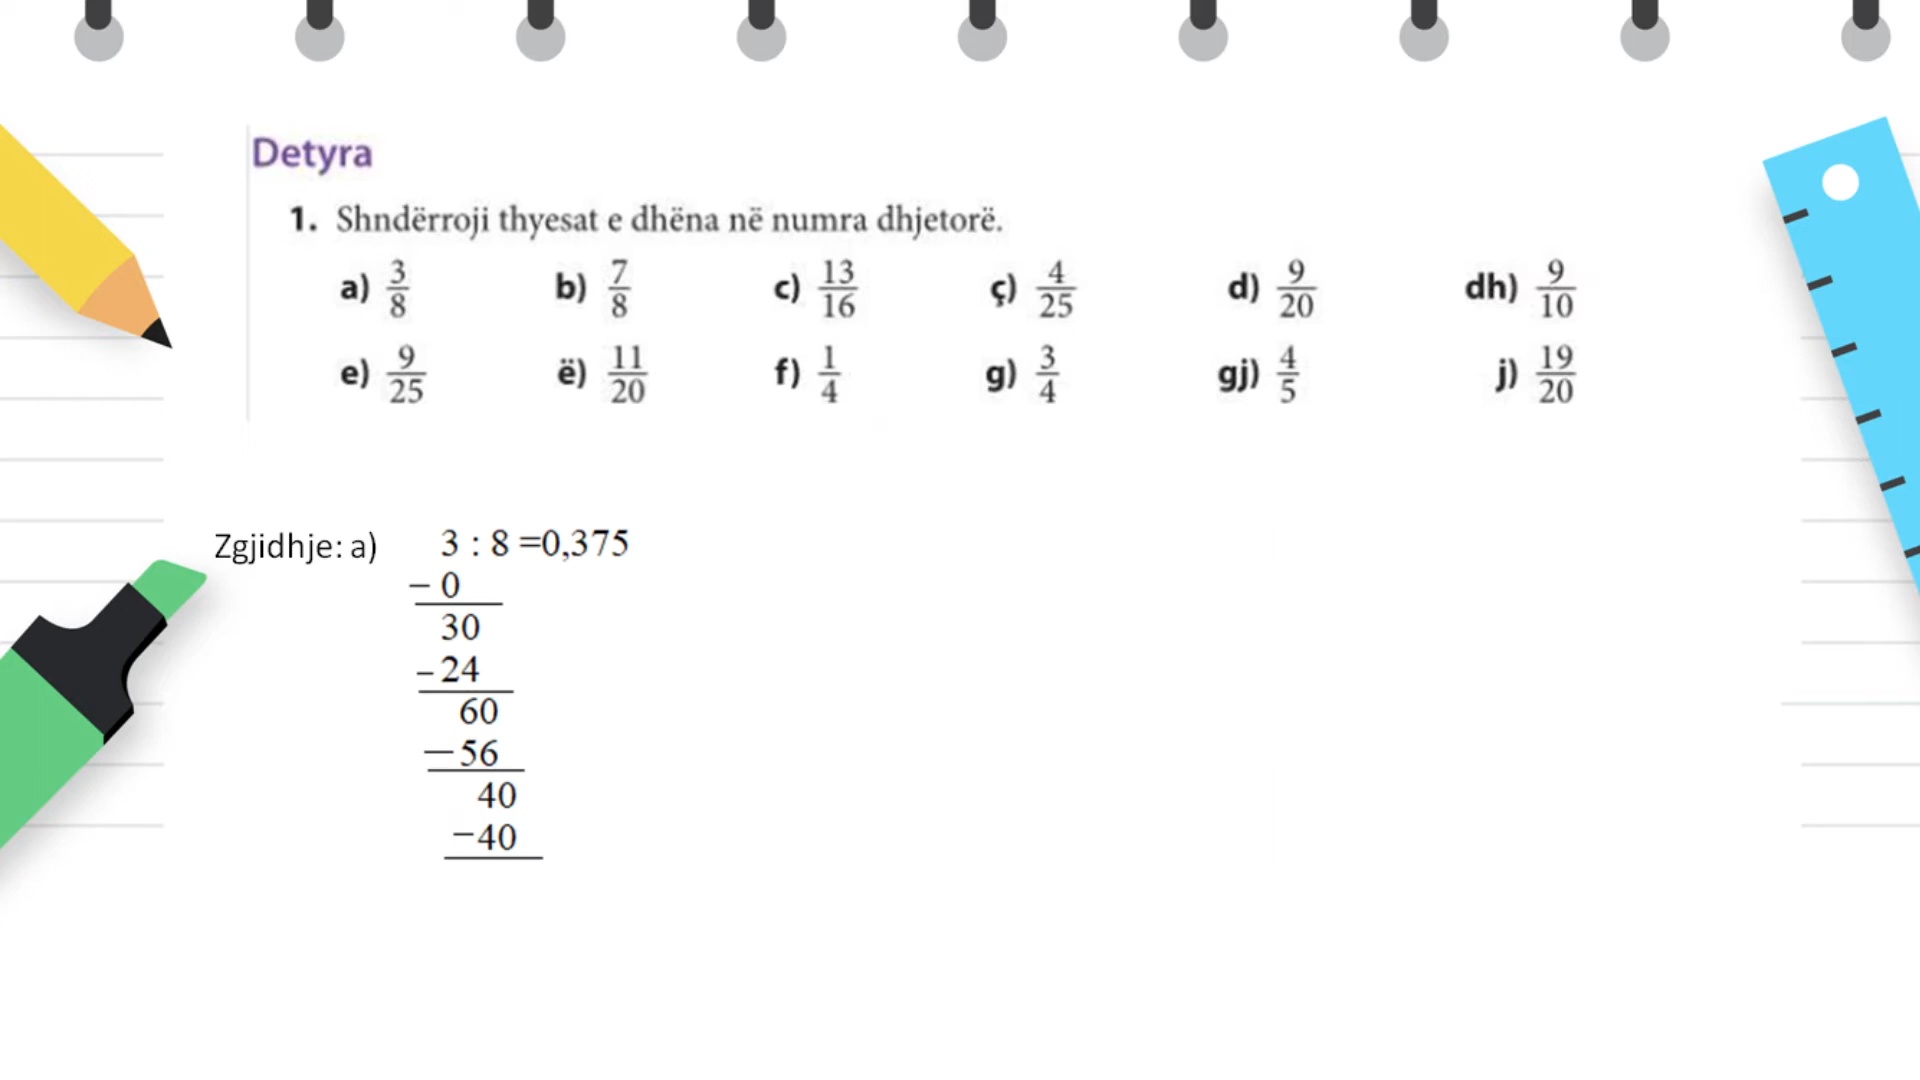 Detyra
1. Shndërroji thyesat e dhëna në numra dhjetorë.
a) 3/8 b) 7/8 c) 13/16 ç) 4/25 d) 9/20 dh) 9/10
e) 9/25 ë) 11/20 f) 1/4 g) 3/4 gj) 4/5 j) 19/20
Zgjidhje: a) 3 : 8 =0,375
− 0
30
− 24
60
− 56
40
− 40